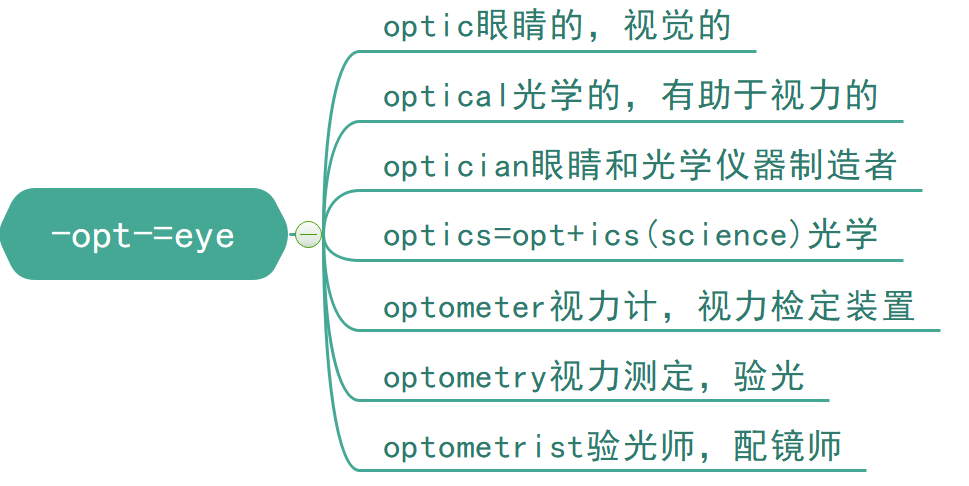 optic眼睛的，视觉的
optical光学的，有助于视力的
optician眼睛和光学仪器制造者
-opt-=eye
optics=opt+ics(science)光学
optometer视力计，视力检定装置
optometry视力测定，验光
optometrist验光师，配镜师